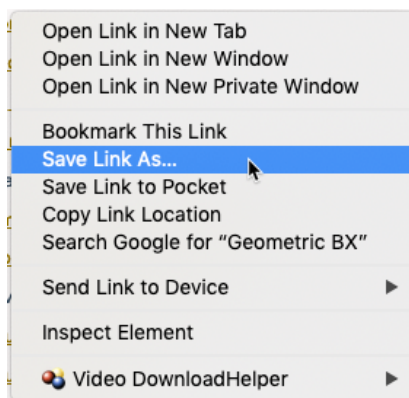 Open Link in New Tab
Open Link in New Window
Open Link in New Private Window
Bookmark This Link
Save Link As...
Save Link to Pocket
Copy Link Location
Search Google for “Geometric BX”
Send Link to Device
Inspect Element
Video DownloadHelper